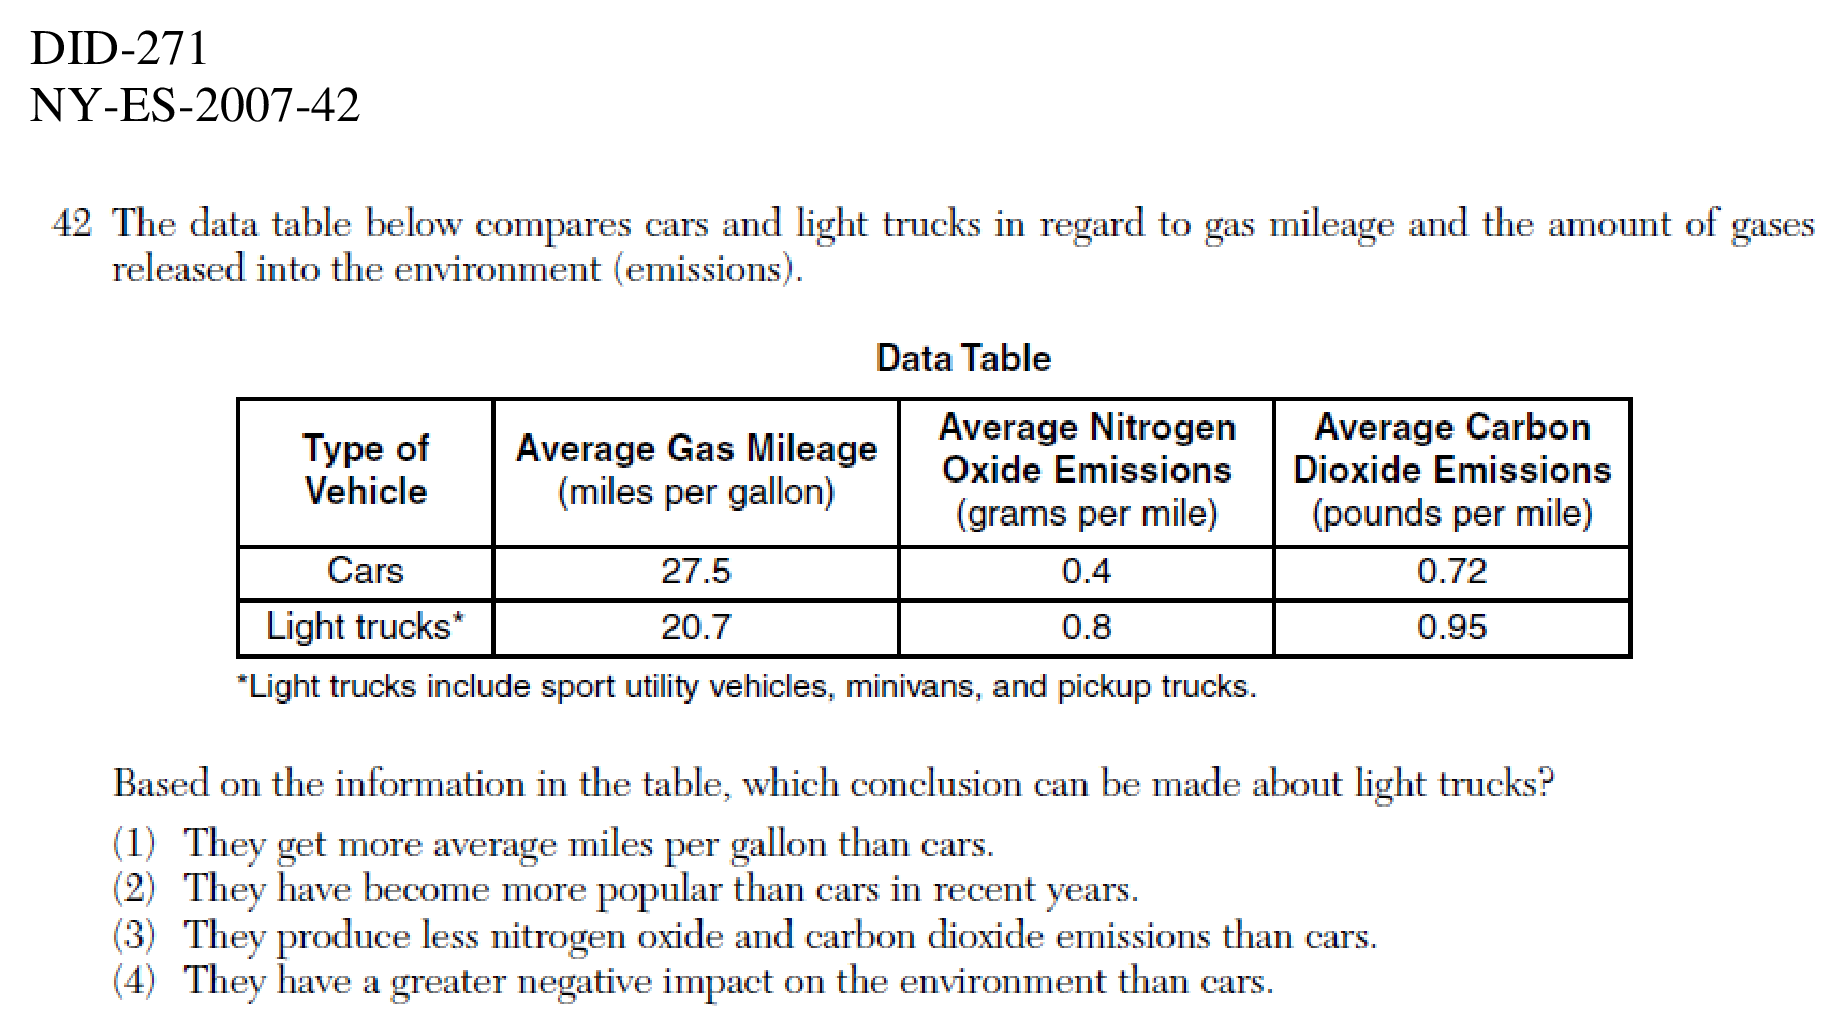 DID-271
NY-ES-2007-42
42 The data table below compares cars and light trucks in regard to gas mileage and the amount of gases
released into the environment (emissions).
Data Table
Type of
Vehicle
Average Gas Mileage
(miles per gallon)
Average Nitrogen
Oxide Emissions
(grams per mile)
Average Carbon
Dioxide Emissions
(pounds per mile)
Cars 27.5 0.4 0.72
Light trucks* 20.7 0.8 0.95
*Light trucks include sport utility vehicles, minivans, and pickup trucks.
Based on the information in the table, which conclusion can be made about light trucks?
(1) They get more average miles per gallon than cars.
(2) They have become more popular than cars in recent years.
(3) They produce less nitrogen oxide and carbon dioxide emissions than cars.
(4) They have a greater negative impact on the environment than cars.